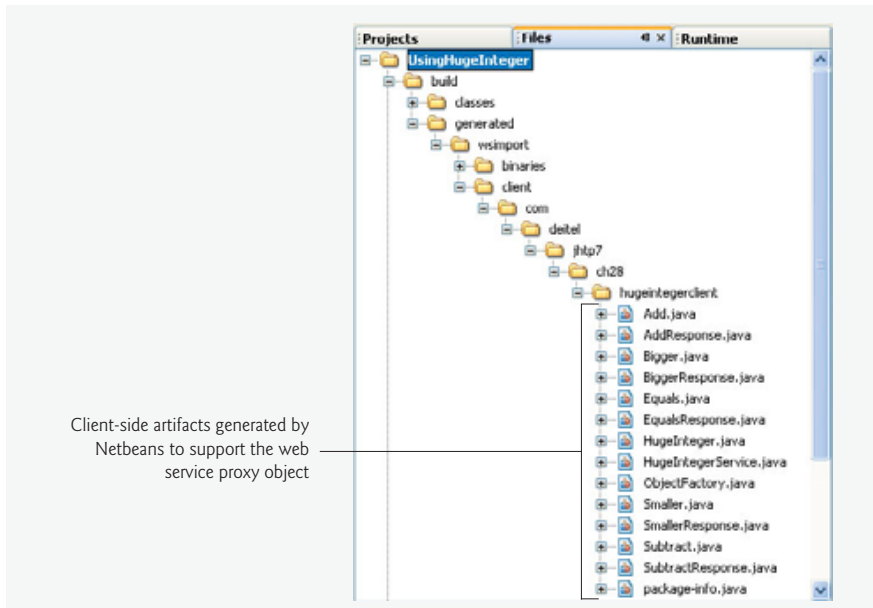 Projects
Files
Runtime
UsingHugeInteger
build
classes
generated
wsimport
binaries
client
com
deitel
jhtp7
ch28
hugeintegerclient
Add.java
AddResponse.java
Bigger.java
BiggerResponse.java
Equals.java
EqualsResponse.java
HugeInteger.java
HugeIntegerService.java
ObjectFactory.java
Smaller.java
SmallerResponse.java
Subtract.java
SubtractResponse.java
package-info.java
Client-side artifacts generated by
Netbeans to support the web
service proxy object